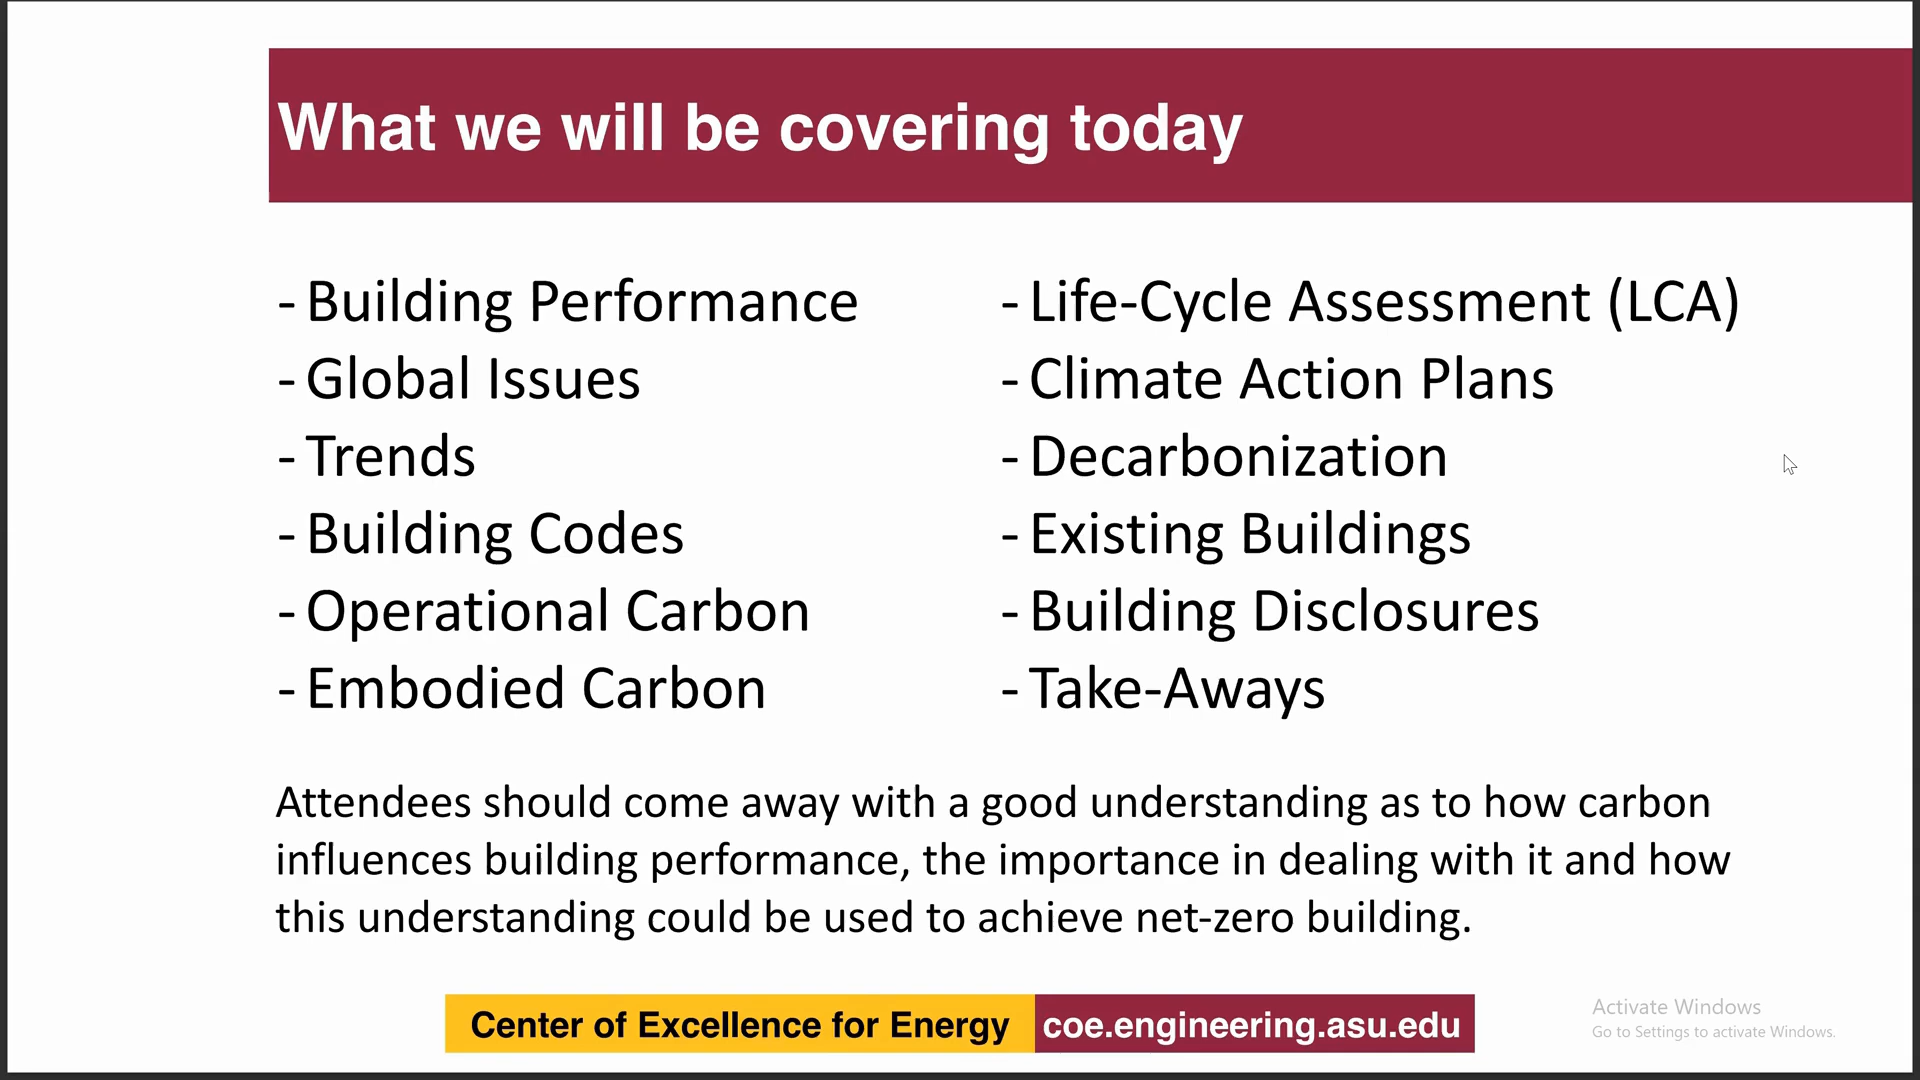 What we will be covering today
- Building Performance
- Global Issues
- Trends
- Building Codes
- Operational Carbon
- Embodied Carbon
- Life-Cycle Assessment (LCA)
- Climate Action Plans
- Decarbonization
- Existing Buildings
- Building Disclosures
- Take-Aways
Attendees should come away with a good understanding as to how carbon
influences building performance, the importance in dealing with it and how
this understanding could be used to achieve net-zero building.
Center of Excellence for Energy coe.engineering.asu.edu
Activate Windows
Go to Settings to activate Windows.